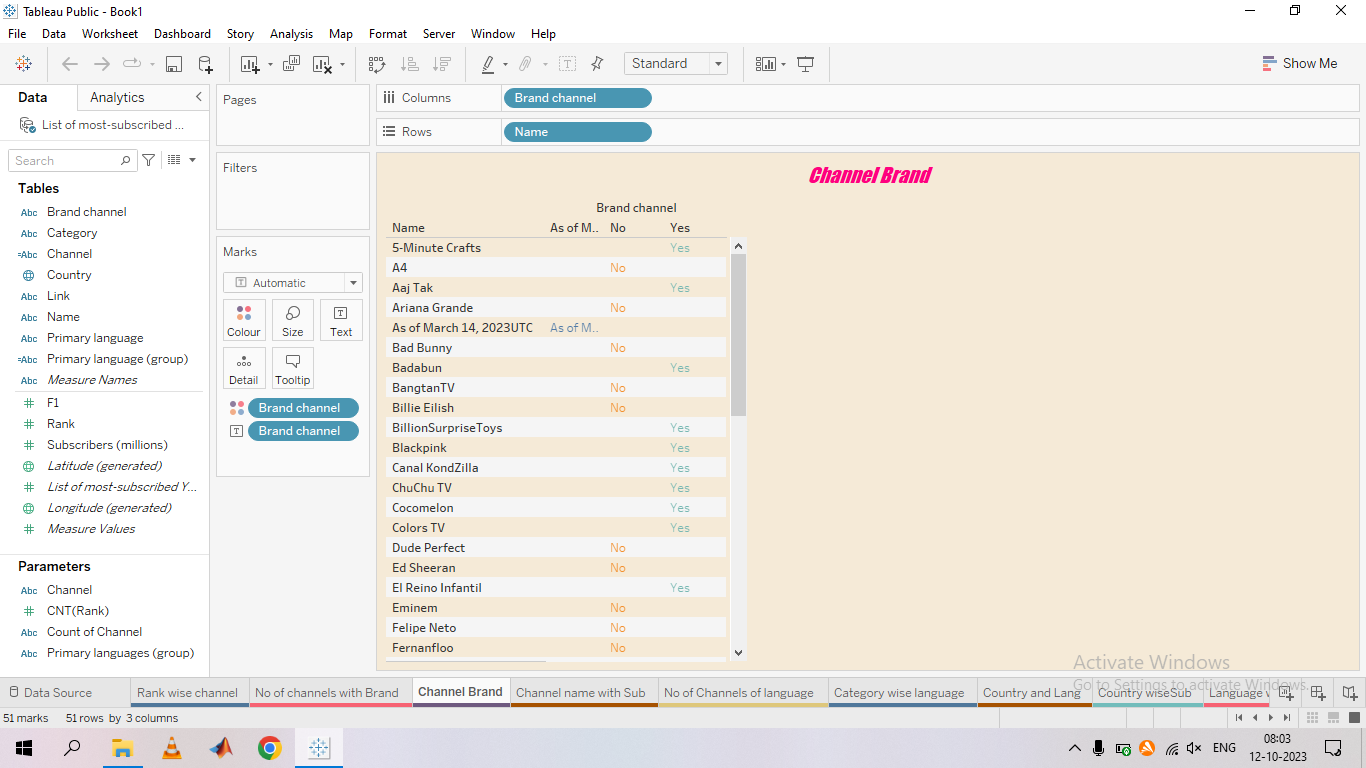 Tableau Public - Book1
File Data Worksheet Dashboard Story Analysis Map Format Server Window Help
Standard Show Me
Data Analytics
List of most-subscribed ...
Search
Tables
Abc Brand channel
Abc Category
=Abc Channel
Country
Abc Link
Abc Name
Abc Primary language
=Abc Primary language (group)
Abc Measure Names
# F1
# Rank
# Subscribers (millions)
Latitude (generated)
# List of most-subscribed Y...
Longitude (generated)
# Measure Values
Parameters
Abc Channel
# CNT(Rank)
Abc Count of Channel
Abc Primary languages (group)
Pages
Filters
Marks
T Automatic
Colour Size T Text
Detail Tooltip
Brand channel
T Brand channel
Columns Brand channel
Rows Name
Channel Brand
Brand channel
Name As of M.. No Yes
5-Minute Crafts Yes
A4 No
Aaj Tak Yes
Ariana Grande No
As of March 14, 2023UTC As of M..
Bad Bunny No
Badabun Yes
BangtanTV No
Billie Eilish No
BillionSurpriseToys Yes
Blackpink Yes
Canal KondZilla Yes
ChuChu TV Yes
Cocomelon Yes
Colors TV Yes
Dude Perfect No
Ed Sheeran No
El Reino Infantil Yes
Eminem No
Felipe Neto No
Fernanfloo No
Activate Windows
Go to Settings to activate Windows.
Data Source Rank wise channel No of channels with Brand Channel Brand Channel name with Sub No of Channels of language Category wise language Country and Lang Country wiseSub Language
51 marks 51 rows by 3 columns
ENG 08:03
12-10-2023